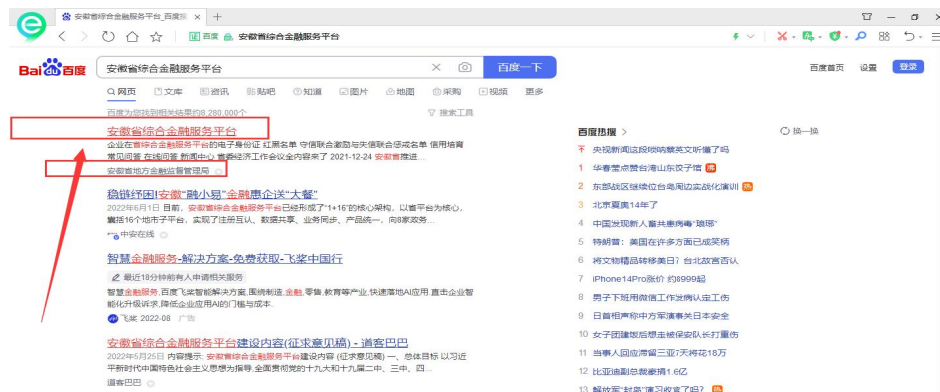 安徽省综合金融服务平台_百度搜
百度 安徽省综合金融服务平台
Bai百度
安徽省综合金融服务平台
百度一下
百度首页 设置 登录
网页 文库 资讯 贴吧 知道 图片 地图 采购 视频 更多
百度为您找到相关结果约8,280,000个
搜索工具
安徽省综合金融服务平台
企业在省综合金融服务平台的电子身份证 红黑名单 守信联合激励与失信联合惩戒名单 信用培育
常见问答 在线问答 新闻中心 省委经济工作会议全内容来了 2021-12-24 安徽省推进...
安徽省地方金融监督管理局
稳链纾困!安徽“融小易”金融惠企送“大餐”
2022年6月1日 目前，安徽省综合金融服务平台已经形成了“1+16”的核心架构，以省平台为核心，
囊括16个地市子平台，实现了注册互认、数据共享、业务同步、产品统一，向8家政务...
中安在线
智慧金融服务-解决方案-免费获取-飞桨中国行
最近18分钟前有人申请相关服务
智慧金融服务,百度飞桨智能解决方案,围绕制造,金融,零售,教育等产业,快速落地AI应用.直击企业智
能化升级诉求,降低企业应用AI的门槛与成本.
飞桨 2022-08 广告
安徽省综合金融服务平台建设内容(征求意见稿) - 道客巴巴
2022年5月25日 内容提示: 安徽省综合金融服务平台建设内容 (征求意见稿) 一、总体目标 以习近
平新时代中国特色社会主义思想为指导,全面贯彻党的十九大和十九届二中、三中、四...
道客巴巴
百度热搜
换一换
央视新闻这段唢呐蔡英文听懂了吗
1 华春莹点赞台湾山东饺子馆 热
2 东部战区继续位台岛周边实战化演训 热
3 北京夏奥14年了
4 中国发现新人畜共患病毒“琅琊”
5 特朗普：美国在许多方面已成笑柄
6 将文物精品转移美日？台北故宫否认
7 iPhone14Pro涨价 约8999起
8 男子下班用微信工作发病认定工伤
9 日首相声称中方军演事关日本安全
10 女子团建饭后想走被保安队长打重伤
11 当事人回应滞留三亚7天将花18万
12 比亚迪副总裁豪捐1.6亿
13 解放军“封岛”演习收官了吗？ 热